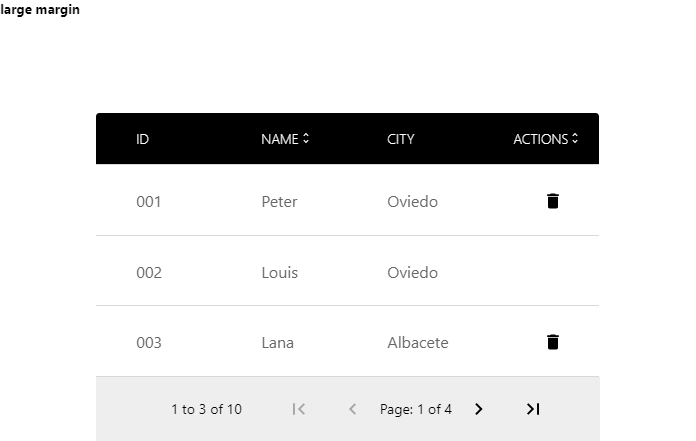 large margin
ID NAME CITY ACTIONS
001 Peter Oviedo
002 Louis Oviedo
003 Lana Albacete
1 to 3 of 10 Page: 1 of 4